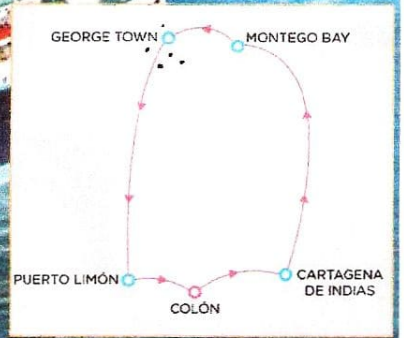 GEORGE TOWN
MONTEGO BAY
PUERTO LIMÓN
COLÓN
CARTAGENA
DE INDIAS